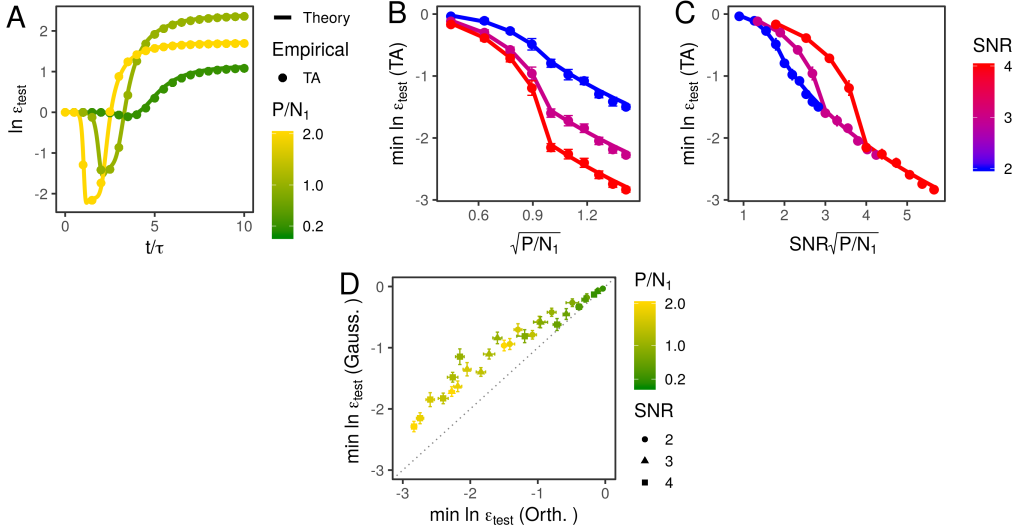 A
ln ε_test
2
1
0
-1
-2
0
5
10
t/τ
Theory
Empirical
TA
P/N₁
2.0
1.0
0.2
B
min ln ε_test (TA)
0
-1
-2
-3
0.6
0.9
1.2
√P/N₁
C
min ln ε_test (TA)
0
-1
-2
-3
1
2
3
4
5
SNR√P/N₁
SNR
4
3
2
D
min ln ε_test (Gauss. )
0
-1
-2
-3
-3
-2
-1
0
min ln ε_test (Orth. )
P/N₁
2.0
1.0
0.2
SNR
2
3
4